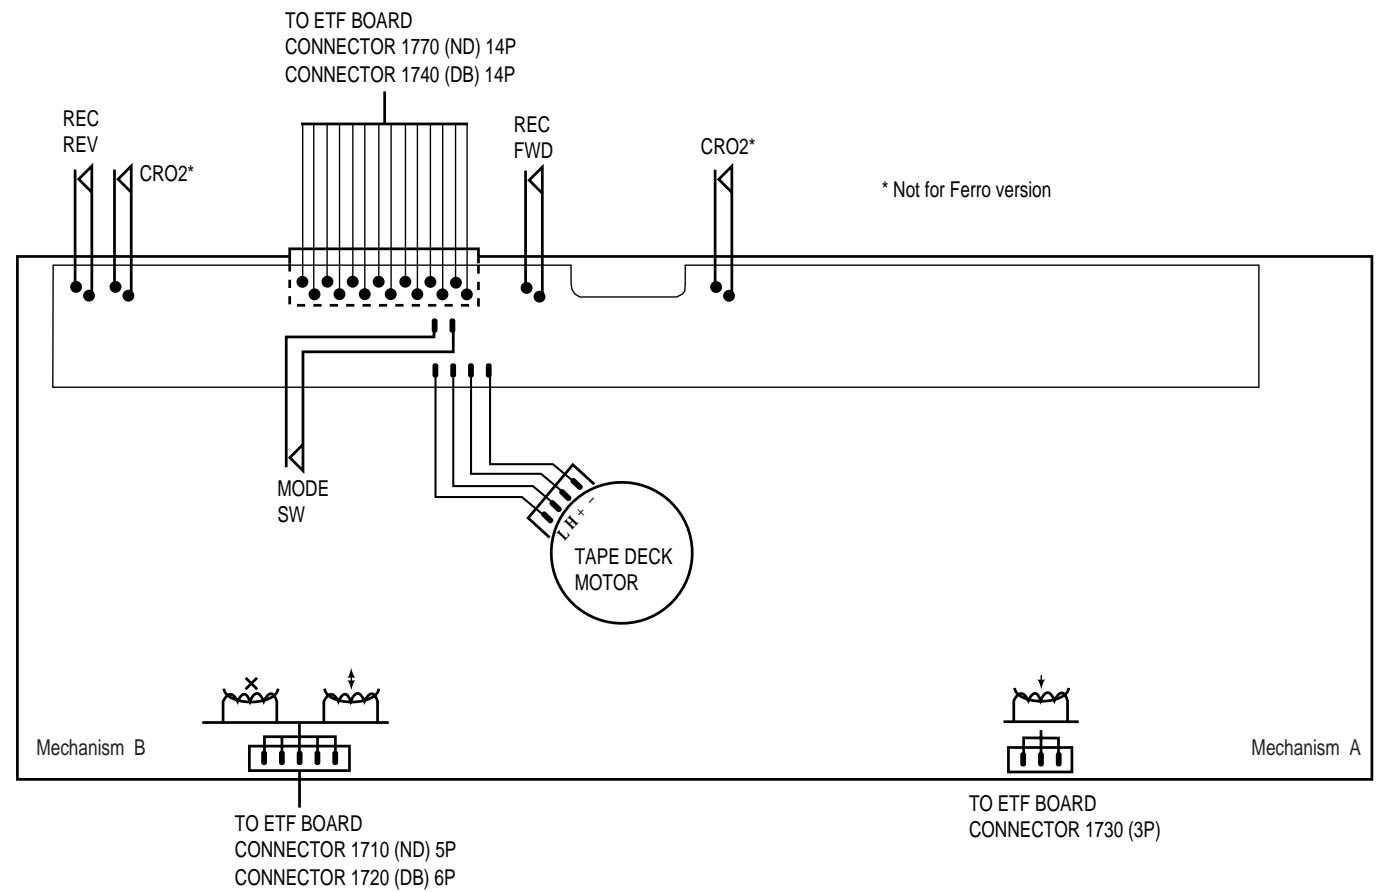 TO ETF BOARD
CONNECTOR 1770 (ND) 14P
CONNECTOR 1740 (DB) 14P
REC
REV
CRO2*
REC
FWD
CRO2*
* Not for Ferro version
MODE
SW
L H + -
TAPE DECK
MOTOR
Mechanism B
Mechanism A
TO ETF BOARD
CONNECTOR 1710 (ND) 5P
CONNECTOR 1720 (DB) 6P
TO ETF BOARD
CONNECTOR 1730 (3P)